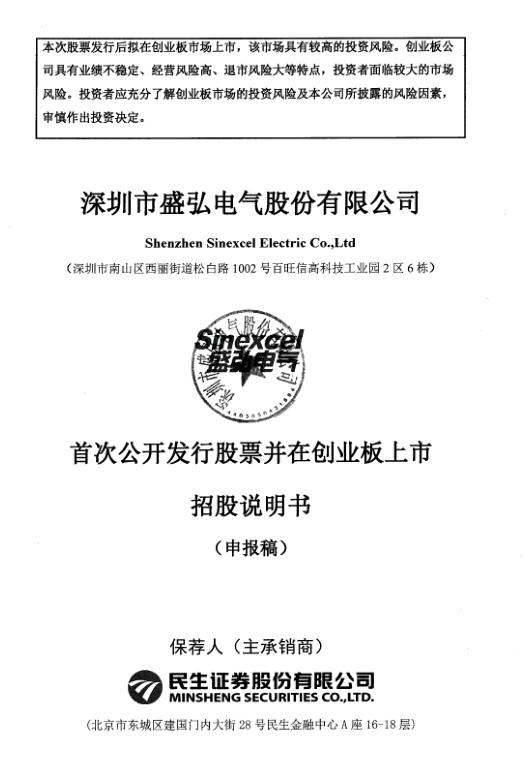 本次股票发行后拟在创业板市场上市，该市场具有较高的投资风险。创业板公
司具有业绩不稳定、经营风险高、退市风险大等特点，投资者面临较大的市场
风险。投资者应充分了解创业板市场的投资风险及本公司所披露的风险因素，
审慎作出投资决定。
深圳市盛弘电气股份有限公司
Shenzhen Sinexcel Electric Co.,Ltd
（深圳市南山区西丽街道松白路 1002 号百旺信高科技工业园 2 区 6 栋）
Sinexcel
盛弘电气
首次公开发行股票并在创业板上市
招股说明书
（申报稿）
保荐人（主承销商）
民生证券股份有限公司
MINSHENG SECURITIES CO.,LTD.
（北京市东城区建国门内大街 28 号民生金融中心 A 座 16-18 层）